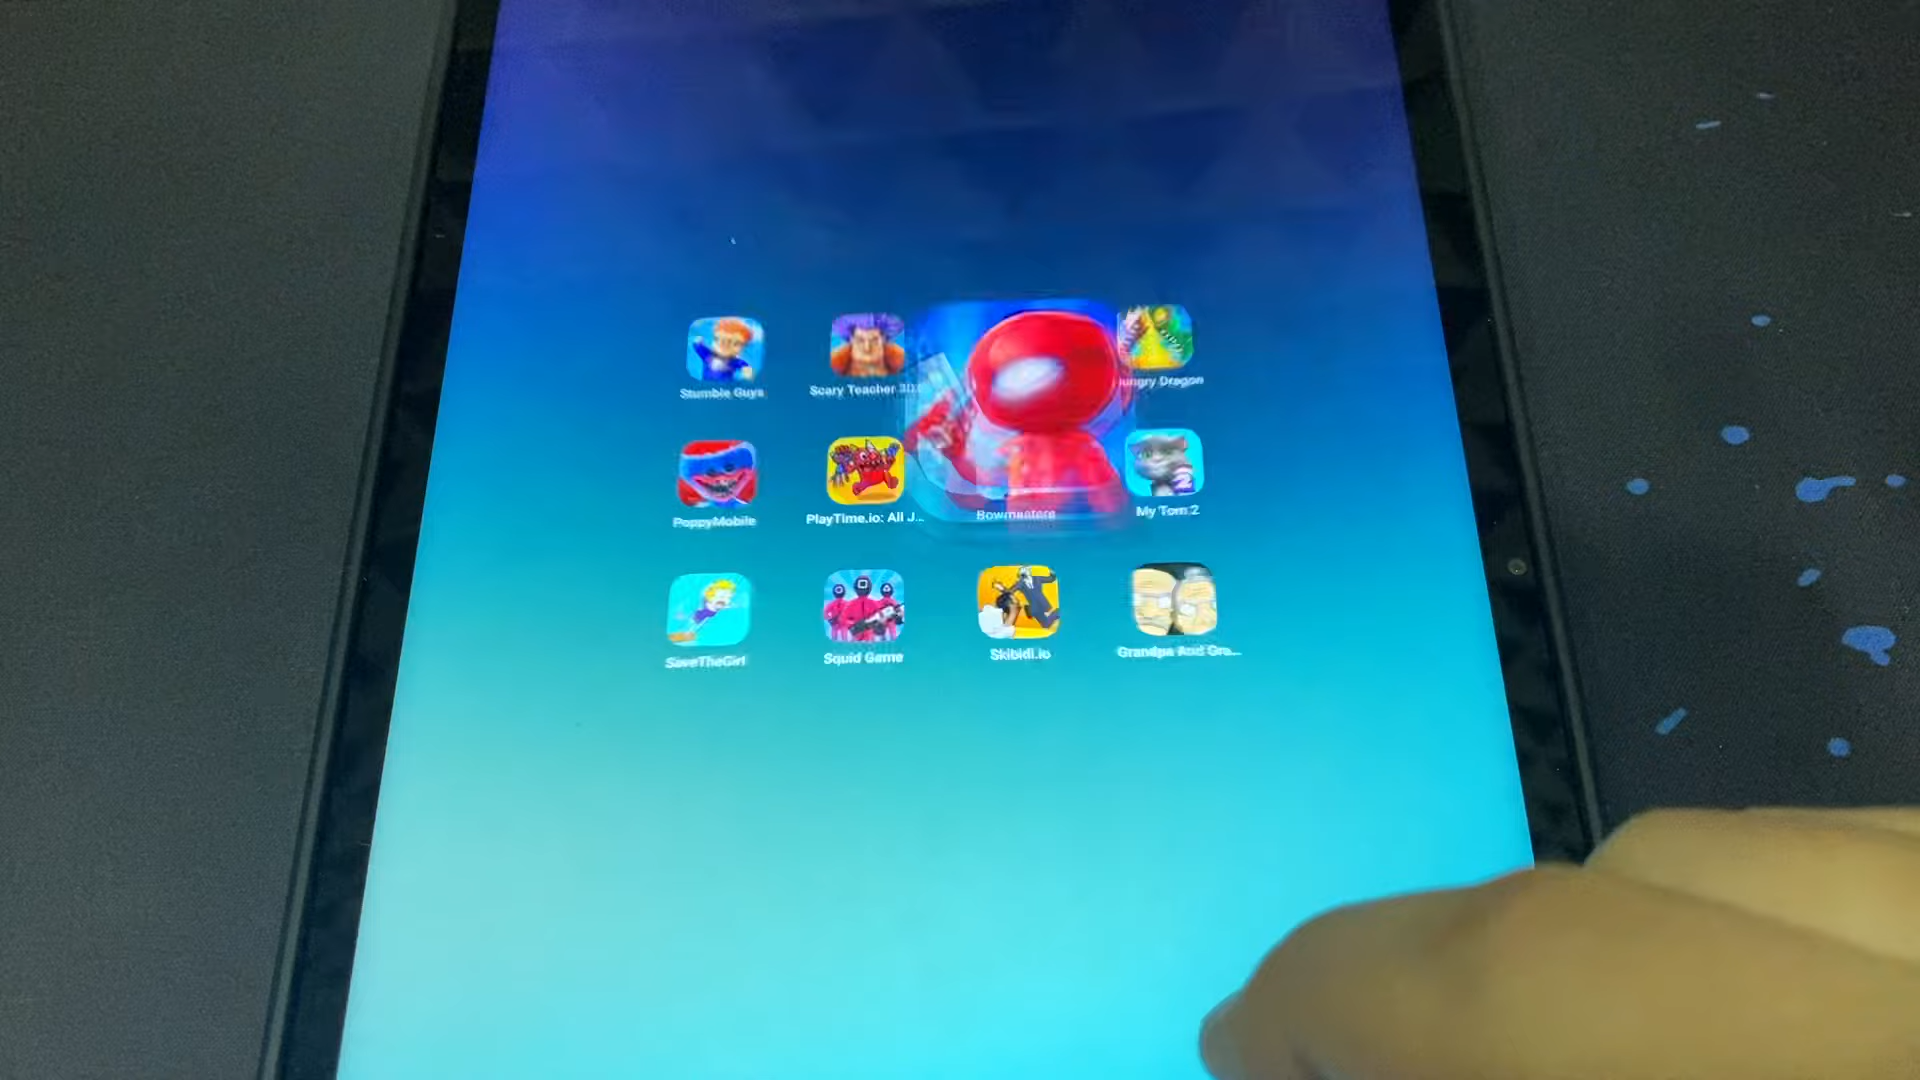 Stumble Guys
Scary Teacher 3D
ungry Dragon
PoppyMobile
PlayTime.io: All J...
Bowmasters
My Tom 2
SaveTheGirl
Squid Game
Skibidi.io
Grandpa And Gra...